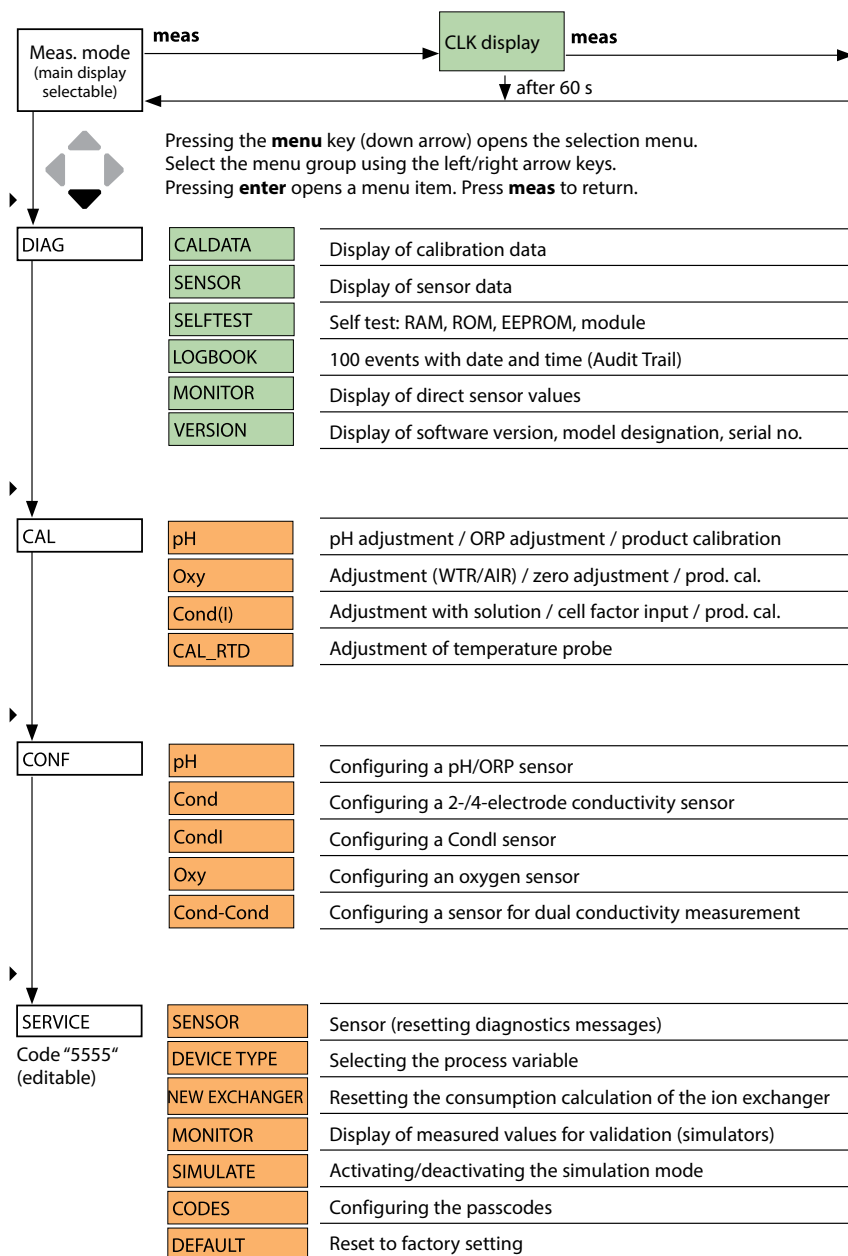 meas
CLK display
meas
Meas. mode
(main display
selectable)
after 60 s
Pressing the menu key (down arrow) opens the selection menu.
Select the menu group using the left/right arrow keys.
Pressing enter opens a menu item. Press meas to return.
DIAG
CALDATA Display of calibration data
SENSOR Display of sensor data
SELFTEST Self test: RAM, ROM, EEPROM, module
LOGBOOK 100 events with date and time (Audit Trail)
MONITOR Display of direct sensor values
VERSION Display of software version, model designation, serial no.
CAL
pH pH adjustment / ORP adjustment / product calibration
Oxy Adjustment (WTR/AIR) / zero adjustment / prod. cal.
Cond(I) Adjustment with solution / cell factor input / prod. cal.
CAL_RTD Adjustment of temperature probe
CONF
pH Configuring a pH/ORP sensor
Cond Configuring a 2-/4-electrode conductivity sensor
CondI Configuring a CondI sensor
Oxy Configuring an oxygen sensor
Cond-Cond Configuring a sensor for dual conductivity measurement
SERVICE
Code “5555“
(editable)
SENSOR Sensor (resetting diagnostics messages)
DEVICE TYPE Selecting the process variable
NEW EXCHANGER Resetting the consumption calculation of the ion exchanger
MONITOR Display of measured values for validation (simulators)
SIMULATE Activating/deactivating the simulation mode
CODES Configuring the passcodes
DEFAULT Reset to factory setting